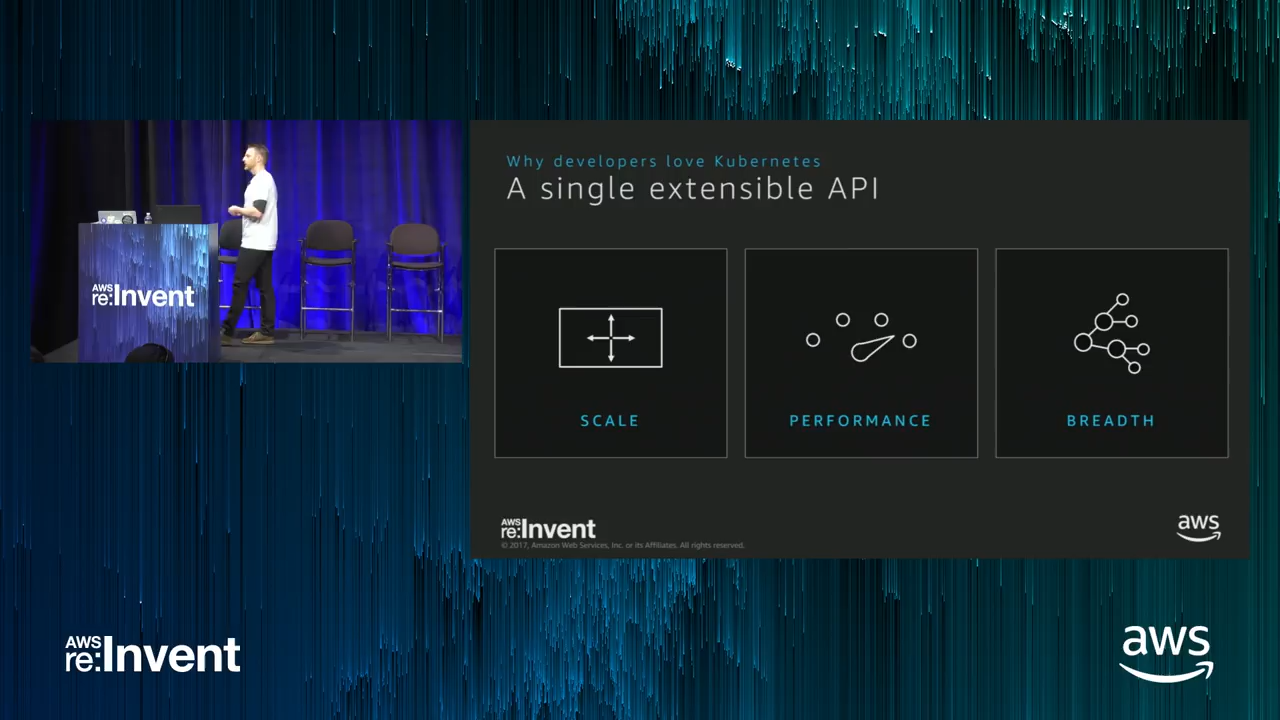 Why developers love Kubernetes
A single extensible API
SCALE
PERFORMANCE
BREADTH
AWS
re:Invent
AWS
re:Invent
© 2017, Amazon Web Services, Inc. or its Affiliates. All rights reserved.
aws
AWS
re:Invent
aws